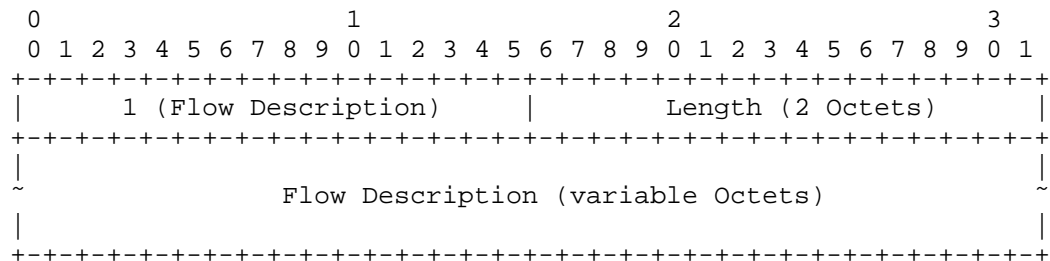 0                   1                   2                   3
 0 1 2 3 4 5 6 7 8 9 0 1 2 3 4 5 6 7 8 9 0 1 2 3 4 5 6 7 8 9 0 1
+-+-+-+-+-+-+-+-+-+-+-+-+-+-+-+-+-+-+-+-+-+-+-+-+-+-+-+-+-+-+-+-+
|      1 (Flow Description)     |        Length (2 Octets)      |
+-+-+-+-+-+-+-+-+-+-+-+-+-+-+-+-+-+-+-+-+-+-+-+-+-+-+-+-+-+-+-+-+
|                                                               |
~                Flow Description (variable Octets)             ~
|                                                               |
+-+-+-+-+-+-+-+-+-+-+-+-+-+-+-+-+-+-+-+-+-+-+-+-+-+-+-+-+-+-+-+-+